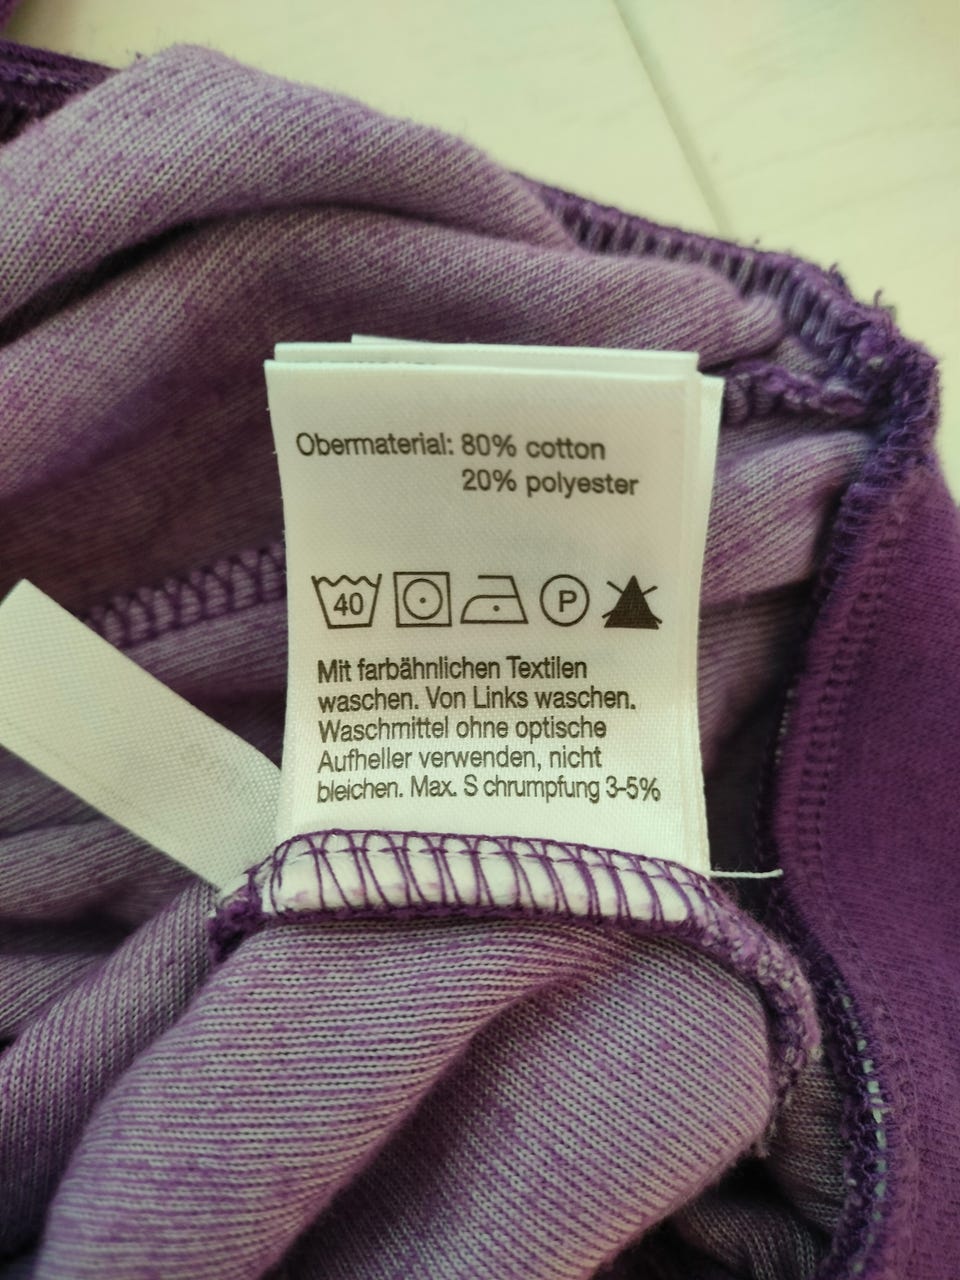 Obermaterial: 80% cotton
20% polyester
40 P
Mit farbähnlichen Textilen
waschen. Von Links waschen.
Waschmittel ohne optische
Aufheller verwenden, nicht
bleichen. Max. S chrumpfung 3-5%